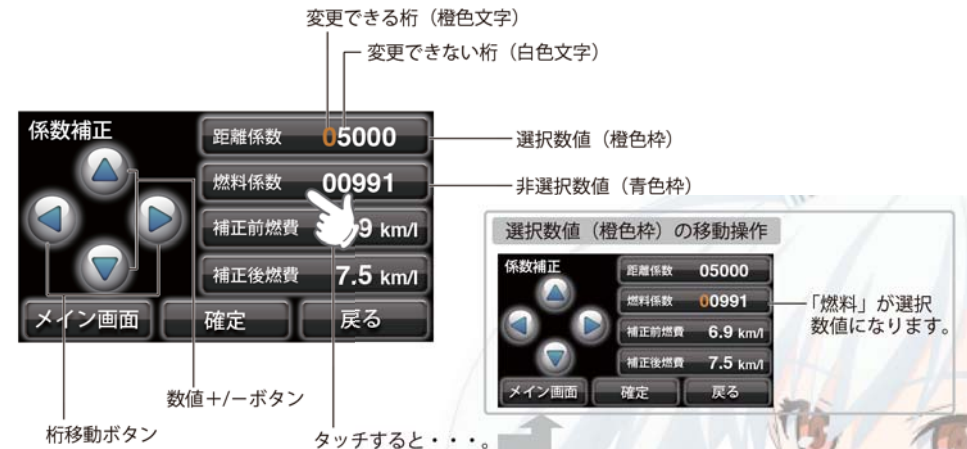 変更できる桁（橙色文字）
変更できない桁（白色文字）
係数補正
距離係数 05000
選択数値（橙色枠）
燃料係数 00991
非選択数値（青色枠）
補正前燃費 9 km/l
補正後燃費 7.5 km/l
メイン画面 確定 戻る
数値＋/－ボタン
桁移動ボタン
タッチすると・・・。
選択数値（橙色枠）の移動操作
係数補正
距離係数 05000
燃料係数 00991
補正前燃費 6.9 km/l
補正後燃費 7.5 km/l
メイン画面 確定 戻る
「燃料」が選択
数値になります。